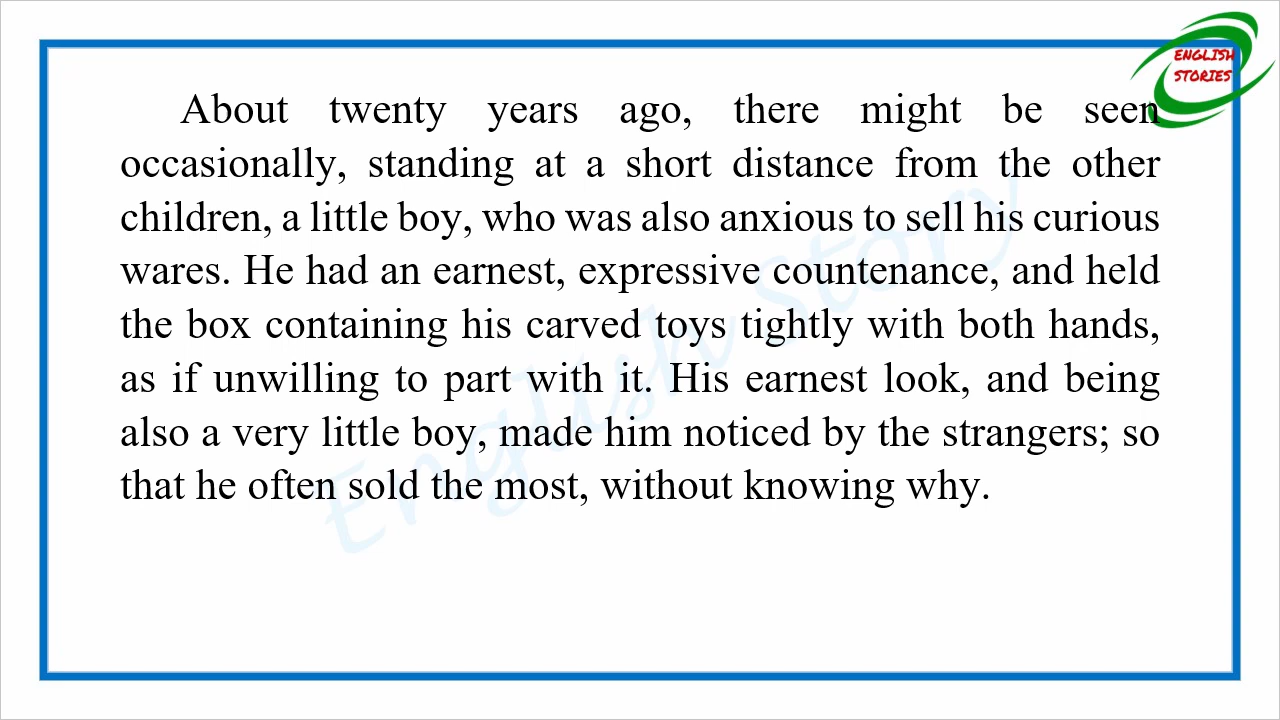 ENGLISH
STORIES
About twenty years ago, there might be seen
occasionally, standing at a short distance from the other
children, a little boy, who was also anxious to sell his curious
wares. He had an earnest, expressive countenance, and held
the box containing his carved toys tightly with both hands,
as if unwilling to part with it. His earnest look, and being
also a very little boy, made him noticed by the strangers; so
that he often sold the most, without knowing why.
English Story